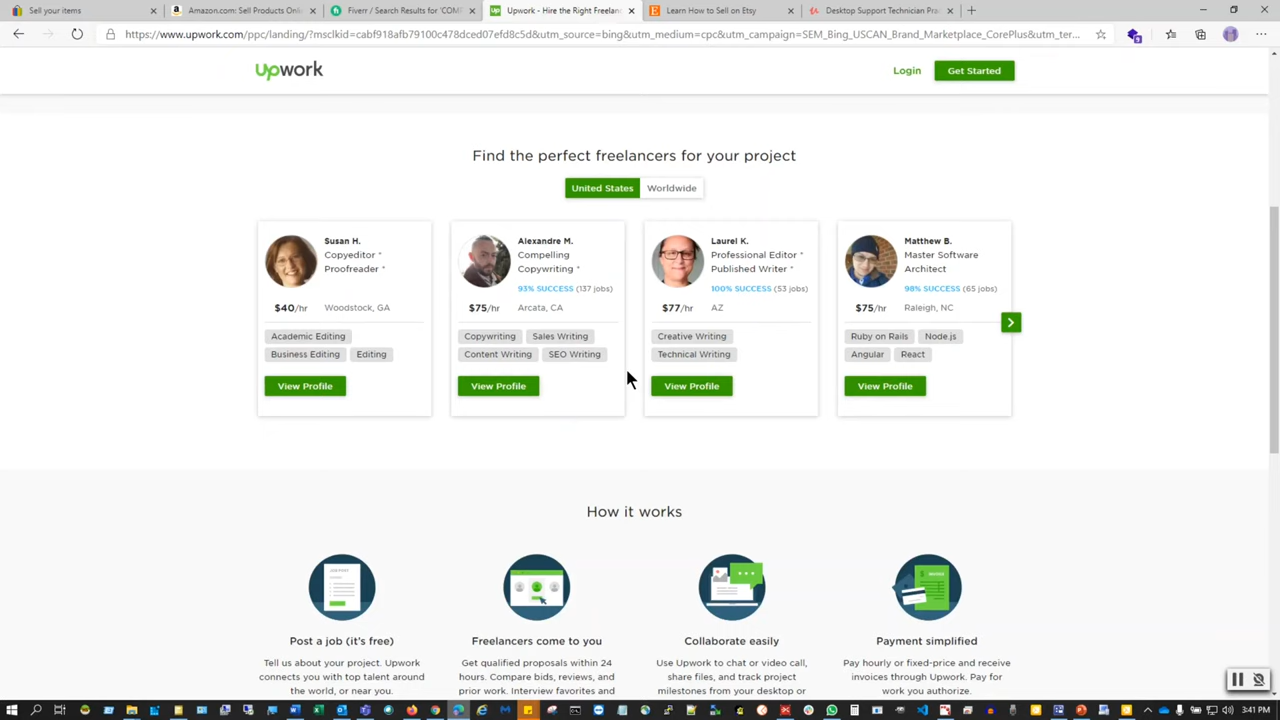 Sell your items
Amazon.com: Sell Products Onli
Fiverr / Search Results for 'COMP
Upwork - Hire the Right Freelan
Learn How to Sell on Etsy
Desktop Support Technician Prac
https://www.upwork.com/ppc/landing/?msclkid=cabf918afb79100c478dced07efd8c5d&utm_source=bing&utm_medium=cpc&utm_campaign=SEM_Bing_USCAN_Brand_Marketplace_CorePlus&utm_ter...
upwork
Login
Get Started
Find the perfect freelancers for your project
United States
Worldwide
Susan H.
Copyeditor *
Proofreader *
$40/hr
Woodstock, GA
Academic Editing
Business Editing
Editing
View Profile
Alexandre M.
Compelling
Copywriting *
93% SUCCESS (137 jobs)
$75/hr
Arcata, CA
Copywriting
Sales Writing
Content Writing
SEO Writing
View Profile
Laurel K.
Professional Editor *
Published Writer *
100% SUCCESS (53 jobs)
$77/hr
AZ
Creative Writing
Technical Writing
View Profile
Matthew B.
Master Software
Architect
98% SUCCESS (65 jobs)
$75/hr
Raleigh, NC
Ruby on Rails
Node.js
Angular
React
View Profile
How it works
Post a job (it's free)
Tell us about your project. Upwork
connects you with top talent around
the world, or near you.
Freelancers come to you
Get qualified proposals within 24
hours. Compare bids, reviews, and
prior work. Interview favorites and
Collaborate easily
Use Upwork to chat or video call,
share files, and track project
milestones from your desktop or
Payment simplified
Pay hourly or fixed-price and receive
invoices through Upwork. Pay for
work you authorize.
3:41 PM